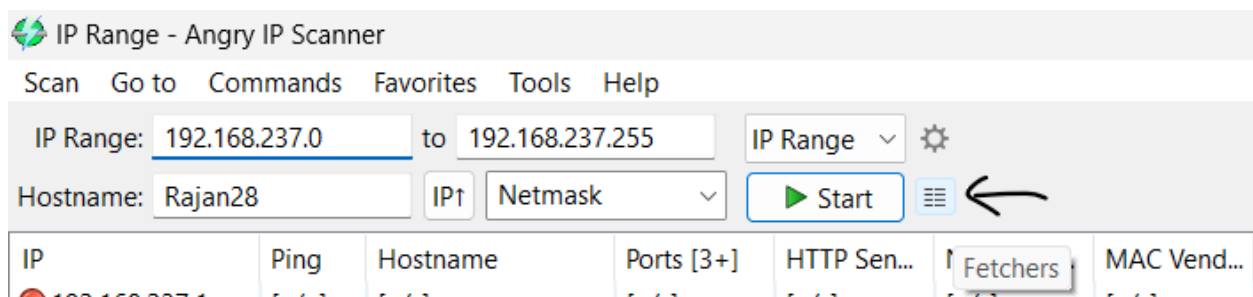 IP Range - Angry IP Scanner
Scan Go to Commands Favorites Tools Help
IP Range: 192.168.237.0 to 192.168.237.255 IP Range
Hostname: Rajan28 IP↑ Netmask Start
IP Ping Hostname Ports [3+] HTTP Sen... MAC Vend...
Fetchers